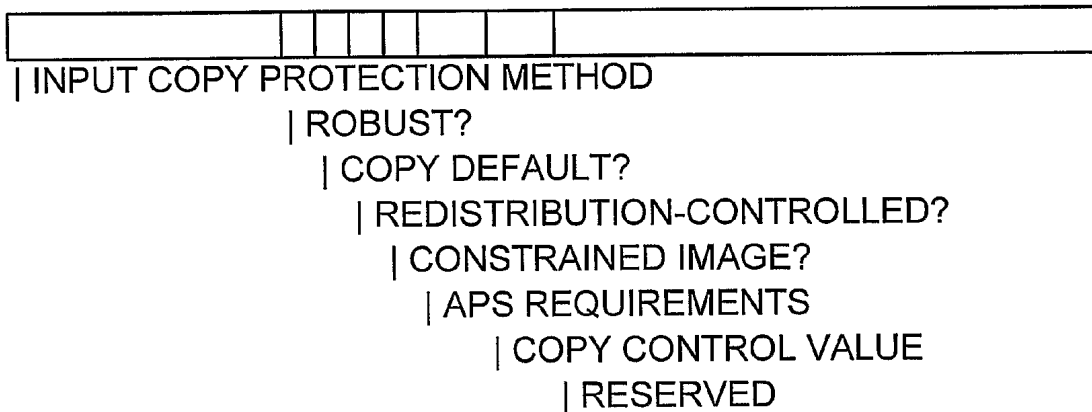 | INPUT COPY PROTECTION METHOD
| ROBUST?
| COPY DEFAULT?
| REDISTRIBUTION-CONTROLLED?
| CONSTRAINED IMAGE?
| APS REQUIREMENTS
| COPY CONTROL VALUE
| RESERVED